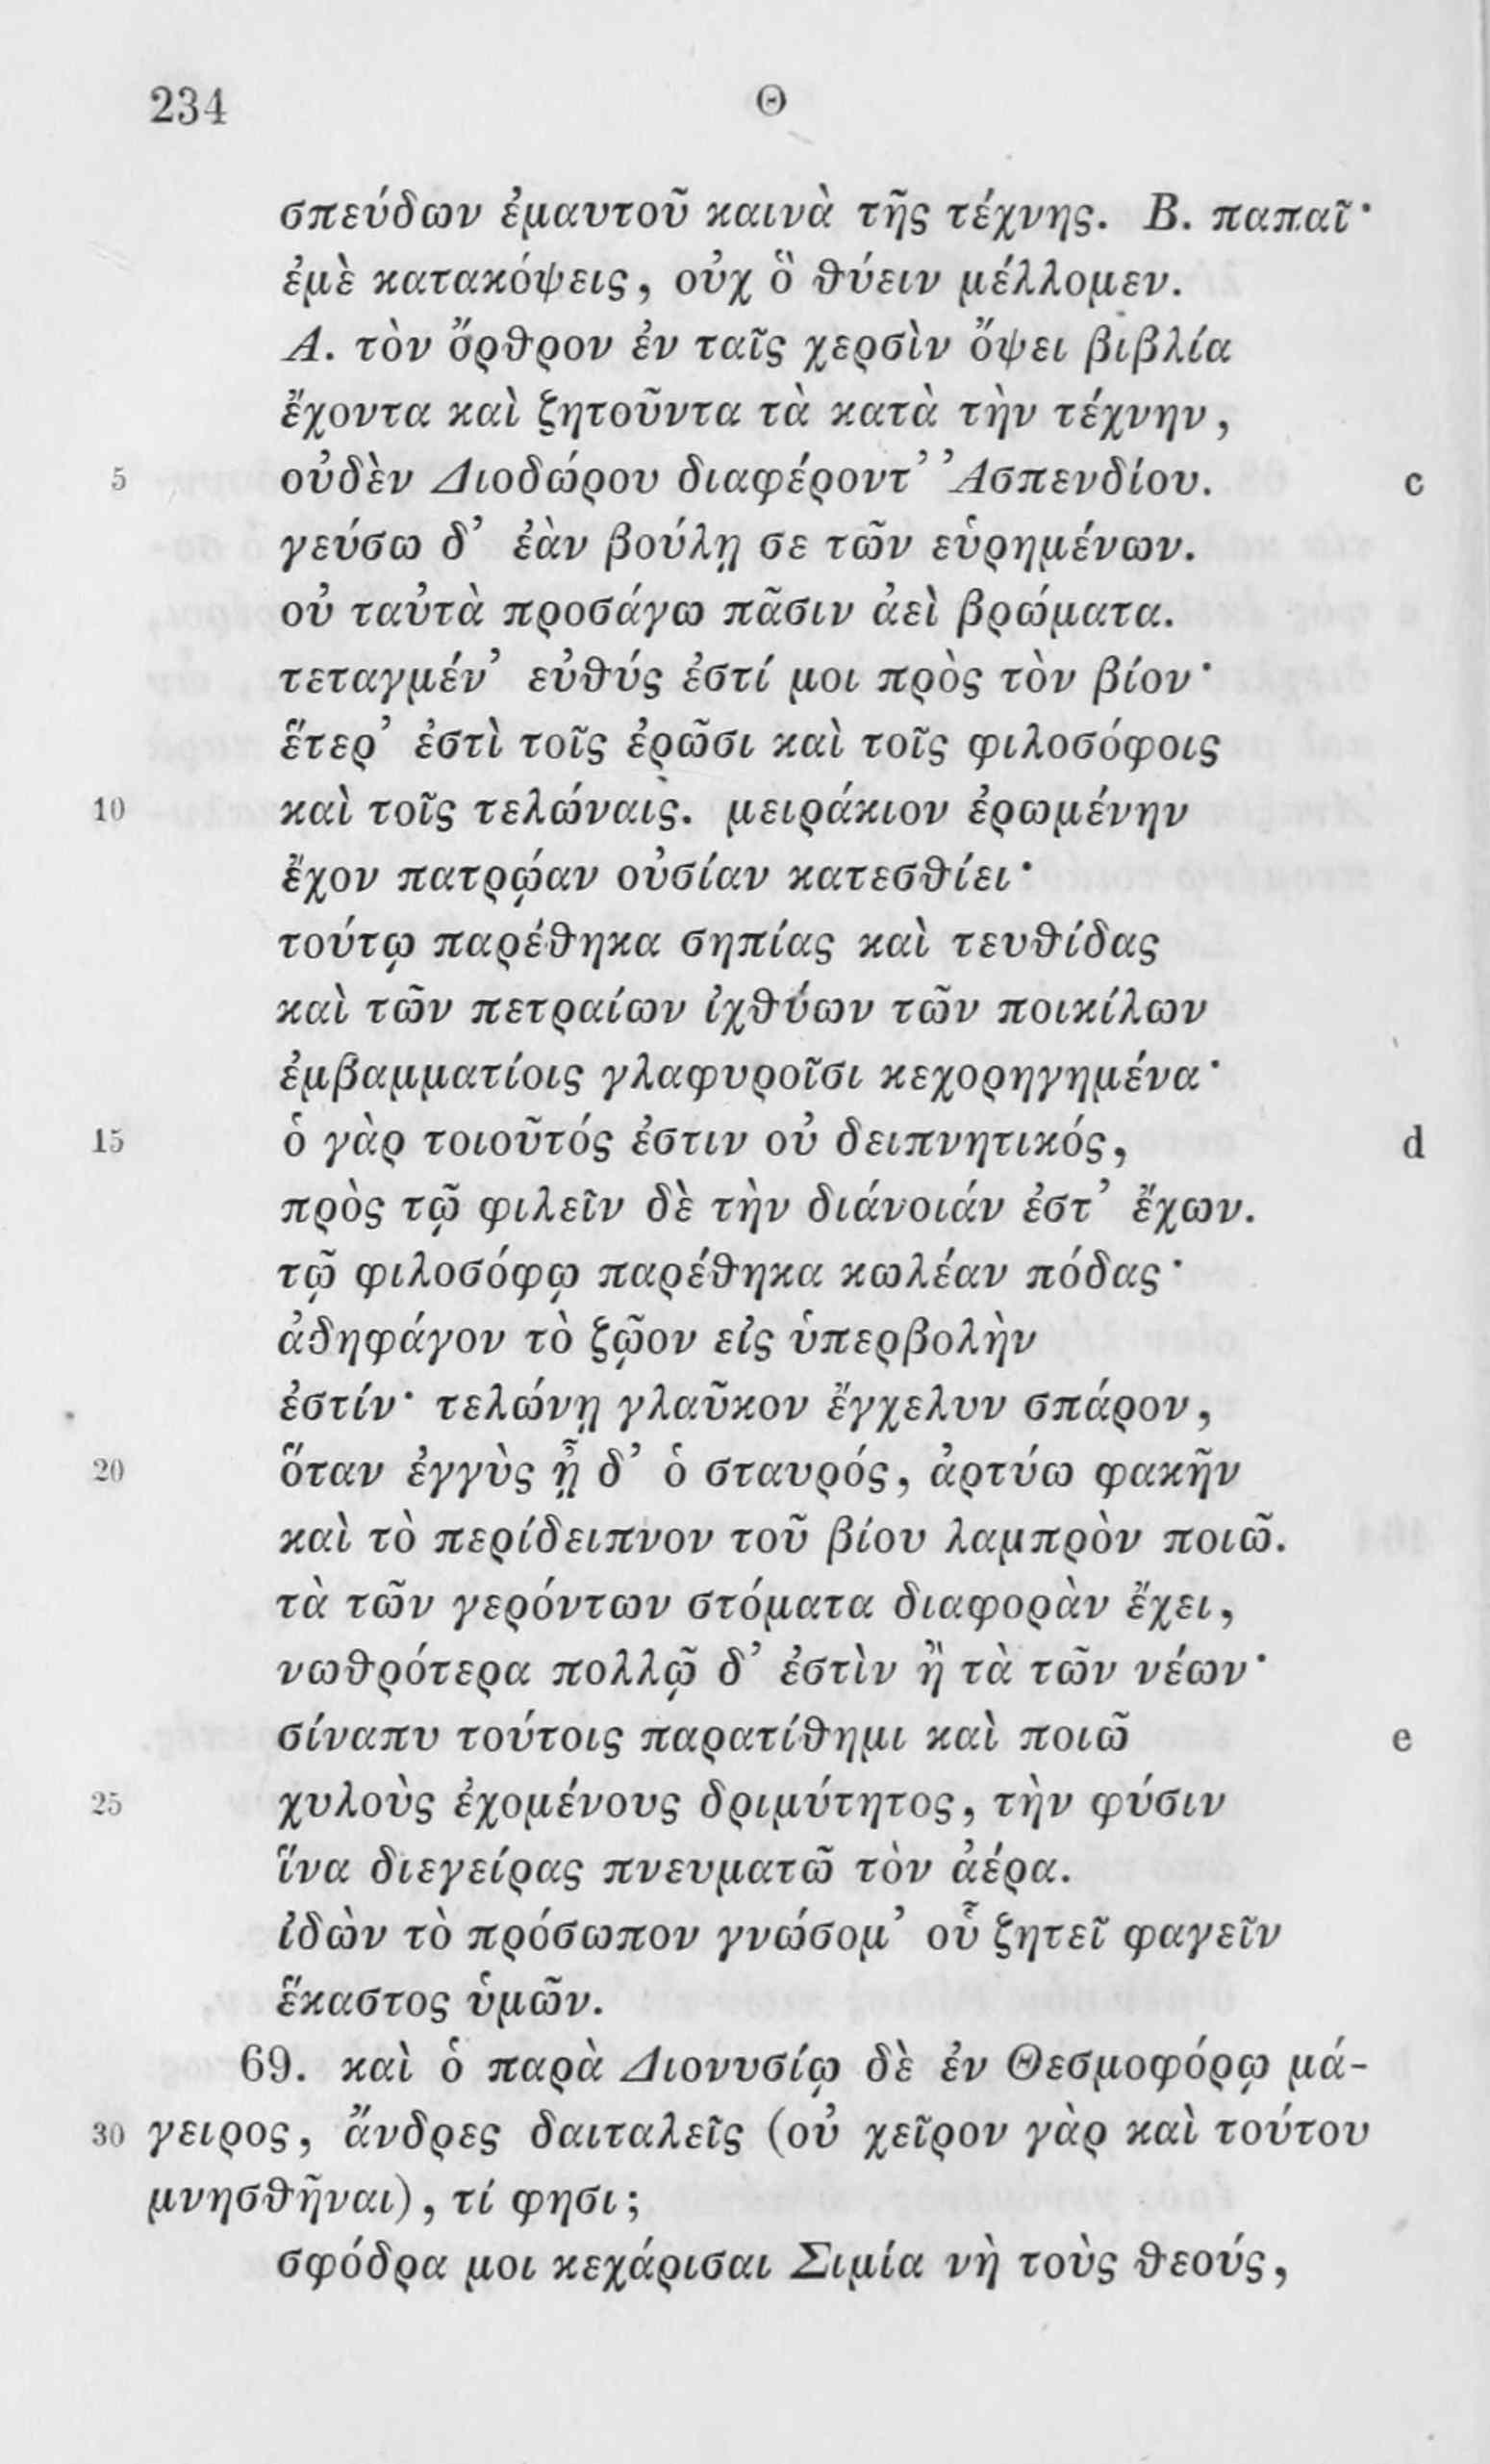 234 Θ
σπεύδων ἐμαυτοῦ καινὰ τῆς τέχνης. Β. παπαῖ·
ἐμὲ κατακόψεις, οὐχ ὃ θύειν μέλλομεν.
Α. τὸν ὄρθρον ἐν ταῖς χερσὶν ὄψει βιβλία
ἔχοντα καὶ ζητοῦντα τὰ κατὰ τὴν τέχνην,
5 οὐδὲν Διοδώρου διαφέροντ’ Ἀσπενδίου. c
γεύσω δ’ ἐὰν βούλῃ σε τῶν εὑρημένων.
οὐ ταὐτὰ προσάγω πᾶσιν ἀεὶ βρώματα.
τεταγμέν’ εὐθύς ἐστί μοι πρὸς τὸν βίον·
ἕτερ’ ἐστὶ τοῖς ἐρῶσι καὶ τοῖς φιλοσόφοις
10 καὶ τοῖς τελώναις. μειράκιον ἐρωμένην
ἔχον πατρῴαν οὐσίαν κατεσθίει·
τούτῳ παρέθηκα σηπίας καὶ τευθίδας
καὶ τῶν πετραίων ἰχθύων τῶν ποικίλων
ἐμβαμματίοις γλαφυροῖσι κεχορηγημένα·
15 ὁ γὰρ τοιοῦτός ἐστιν οὐ δειπνητικός, d
πρὸς τῷ φιλεῖν δὲ τὴν διάνοιάν ἐστ’ ἔχων.
τῷ φιλοσόφῳ παρέθηκα κωλέαν πόδας·
ἀδηφάγον τὸ ζῷον εἰς ὑπερβολὴν
ἐστίν· τελώνῃ γλαῦκον ἔγχελυν σπάρον,
20 ὅταν ἐγγὺς ᾖ δ’ ὁ σταυρός, ἀρτύω φακῆν
καὶ τὸ περίδειπνον τοῦ βίου λαμπρὸν ποιῶ.
τὰ τῶν γερόντων στόματα διαφορὰν ἔχει,
νωθρότερα πολλῷ δ’ ἐστὶν ἢ τὰ τῶν νέων·
σίναπυ τούτοις παρατίθημι καὶ ποιῶ e
25 χυλοὺς ἐχομένους δριμύτητος, τὴν φύσιν
ἵνα διεγείρας πνευματῶ τὸν ἀέρα.
ἰδὼν τὸ πρόσωπον γνώσομ’ οὗ ζητεῖ φαγεῖν
ἕκαστος ὑμῶν.
69. καὶ ὁ παρὰ Διονυσίῳ δὲ ἐν Θεσμοφόρῳ μά-
30 γειρος, ἄνδρες δαιταλεῖς (οὐ χεῖρον γὰρ καὶ τούτου
μνησθῆναι), τί φησι;
σφόδρα μοι κεχάρισαι Σιμία νὴ τοὺς θεούς,